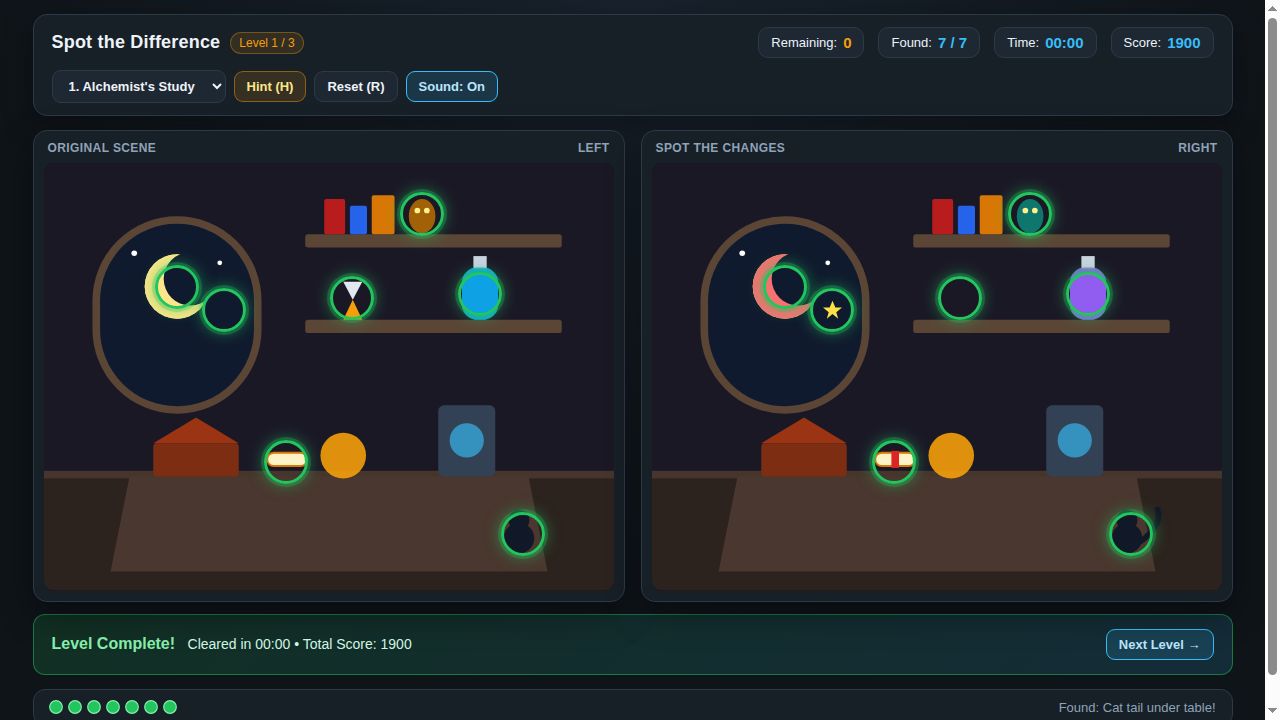 Spot the Difference
Level 1 / 3
Remaining: 0
Found: 7 / 7
Time: 00:00
Score: 1900
1. Alchemist's Study
Hint (H)
Reset (R)
Sound: On
ORIGINAL SCENE
LEFT
SPOT THE CHANGES
RIGHT
Level Complete!
Cleared in 00:00 • Total Score: 1900
Next Level →
Found: Cat tail under table!